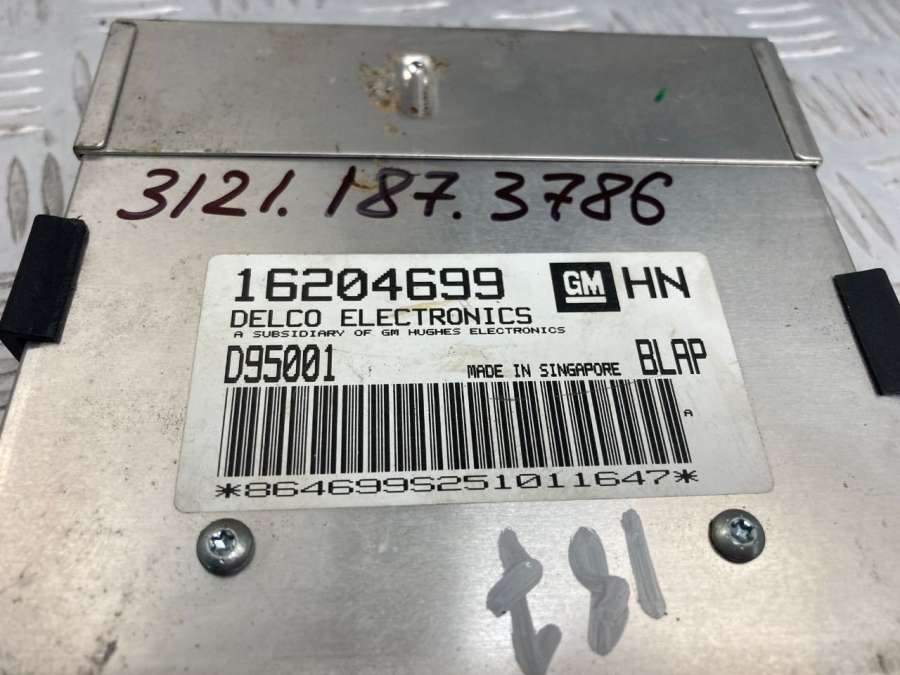 3121.187.3786
16204699 GM HN
DELCO ELECTRONICS
A SUBSIDIARY OF GM HUGHES ELECTRONICS
D95001 MADE IN SINGAPORE BLAP
A
*864699S251011647*
187